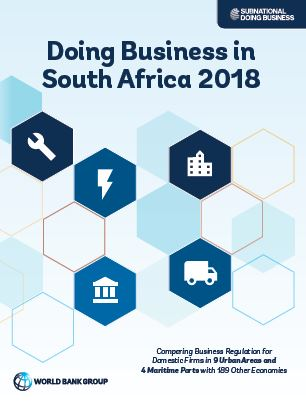 SUBNATIONAL
DOING BUSINESS
Doing Business in
South Africa 2018
Comparing Business Regulation for
Domestic Firms in 9 Urban Areas and
4 Maritime Ports with 189 Other Economies
WORLD BANK GROUP